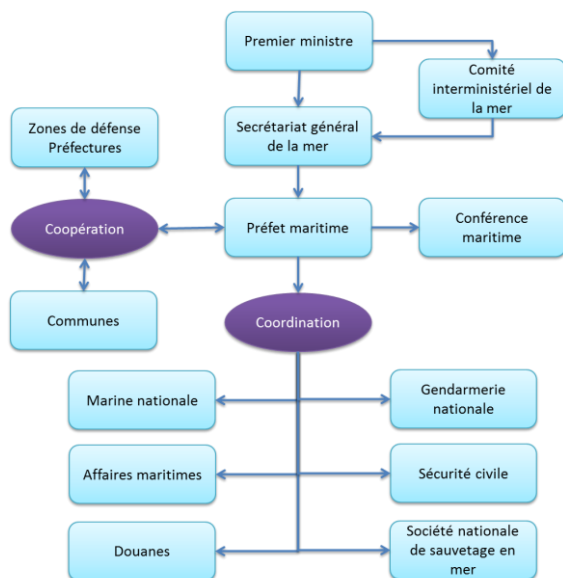 Premier ministre
Comité
interministériel de
la mer
Zones de défense
Préfectures
Secrétariat général
de la mer
Coopération
Préfet maritime
Conférence
maritime
Communes
Coordination
Marine nationale
Gendarmerie
nationale
Affaires maritimes
Sécurité civile
Douanes
Société nationale
de sauvetage en
mer